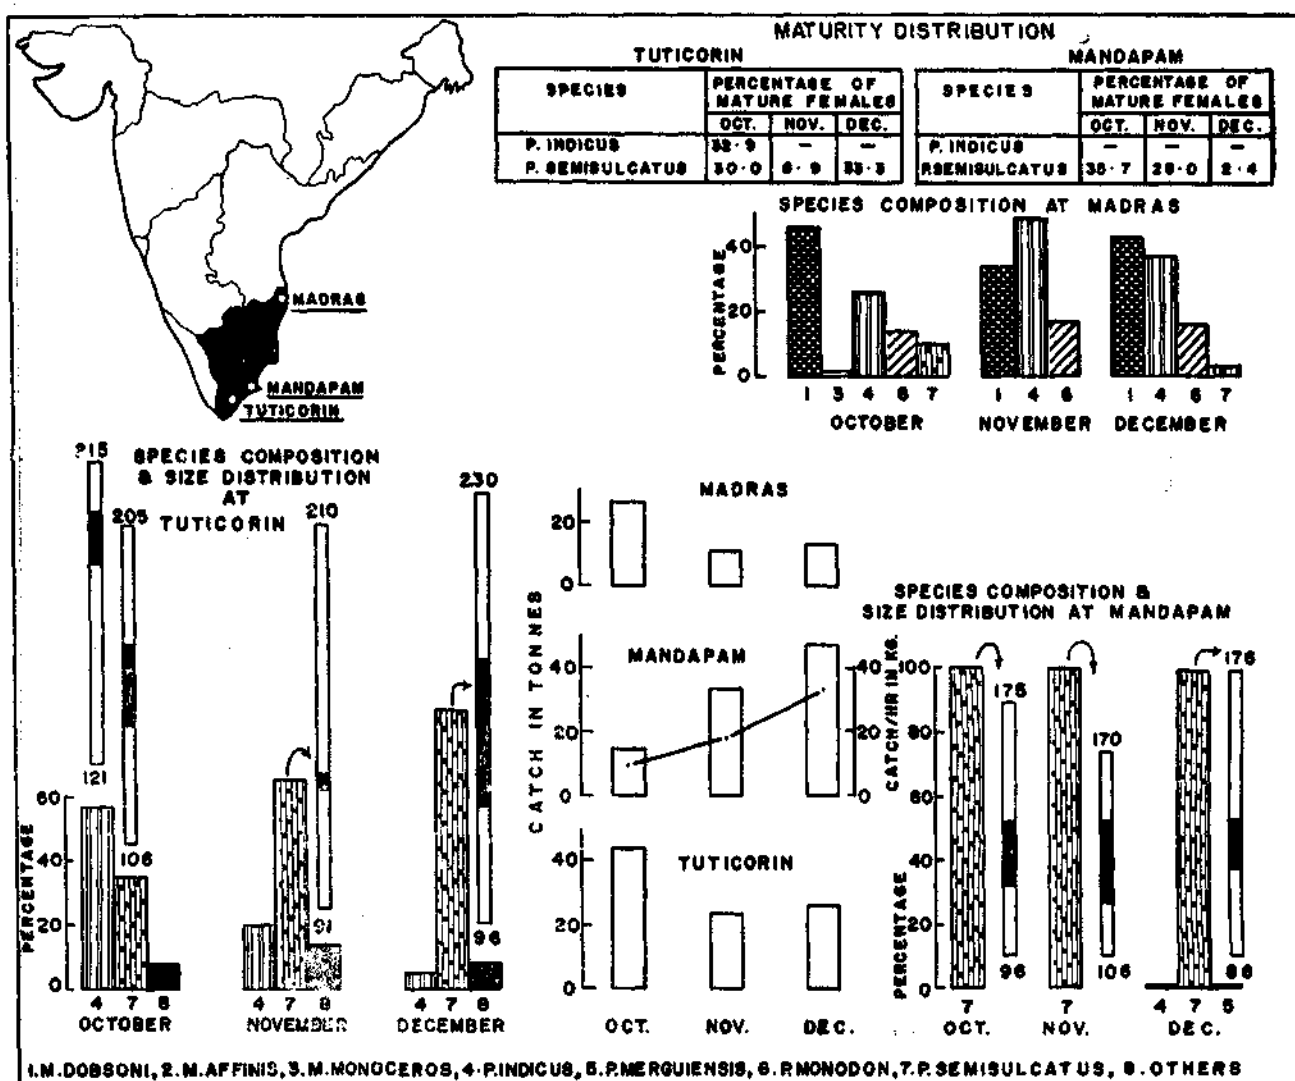 MATURITY DISTRIBUTION
TUTICORIN
SPECIES PERCENTAGE OF MATURE FEMALES
OCT. NOV. DEC.
P. INDICUS 32.9 — —
P. SEMISULCATUS 30.0 6.9 33.3
MANDAPAM
SPECIES PERCENTAGE OF MATURE FEMALES
OCT. NOV. DEC.
P. INDICUS — — —
P.SEMISULCATUS 35.7 25.0 2.4
MADRAS
MANDAPAM
TUTICORIN
SPECIES COMPOSITION AT MADRAS
PERCENTAGE
40
20
0
1 3 4 6 7
OCTOBER
1 4 6
NOVEMBER
1 4 6 7
DECEMBER
SPECIES COMPOSITION
& SIZE DISTRIBUTION
AT
TUTICORIN
215
205
210
230
121
106
91
96
PERCENTAGE
60
40
20
0
4 7 8
OCTOBER
4 7 8
NOVEMBER
4 7 8
DECEMBER
CATCH IN TONNES
MADRAS
20
0
MANDAPAM
40
20
0
CATCH/HR IN KG.
40
20
0
TUTICORIN
40
20
0
OCT. NOV. DEC.
SPECIES COMPOSITION &
SIZE DISTRIBUTION AT MANDAPAM
PERCENTAGE
100
80
60
40
20
0
175
170
176
96
106
86
7
OCT.
7
NOV.
4 7 5
DEC.
1.M.DOBSONI, 2.M.AFFINIS, 3.M.MONOCEROS, 4.P.INDICUS, 5.P.MERGUIENSIS, 6.P.MONODON, 7.P.SEMISULCATUS, 8.OTHERS